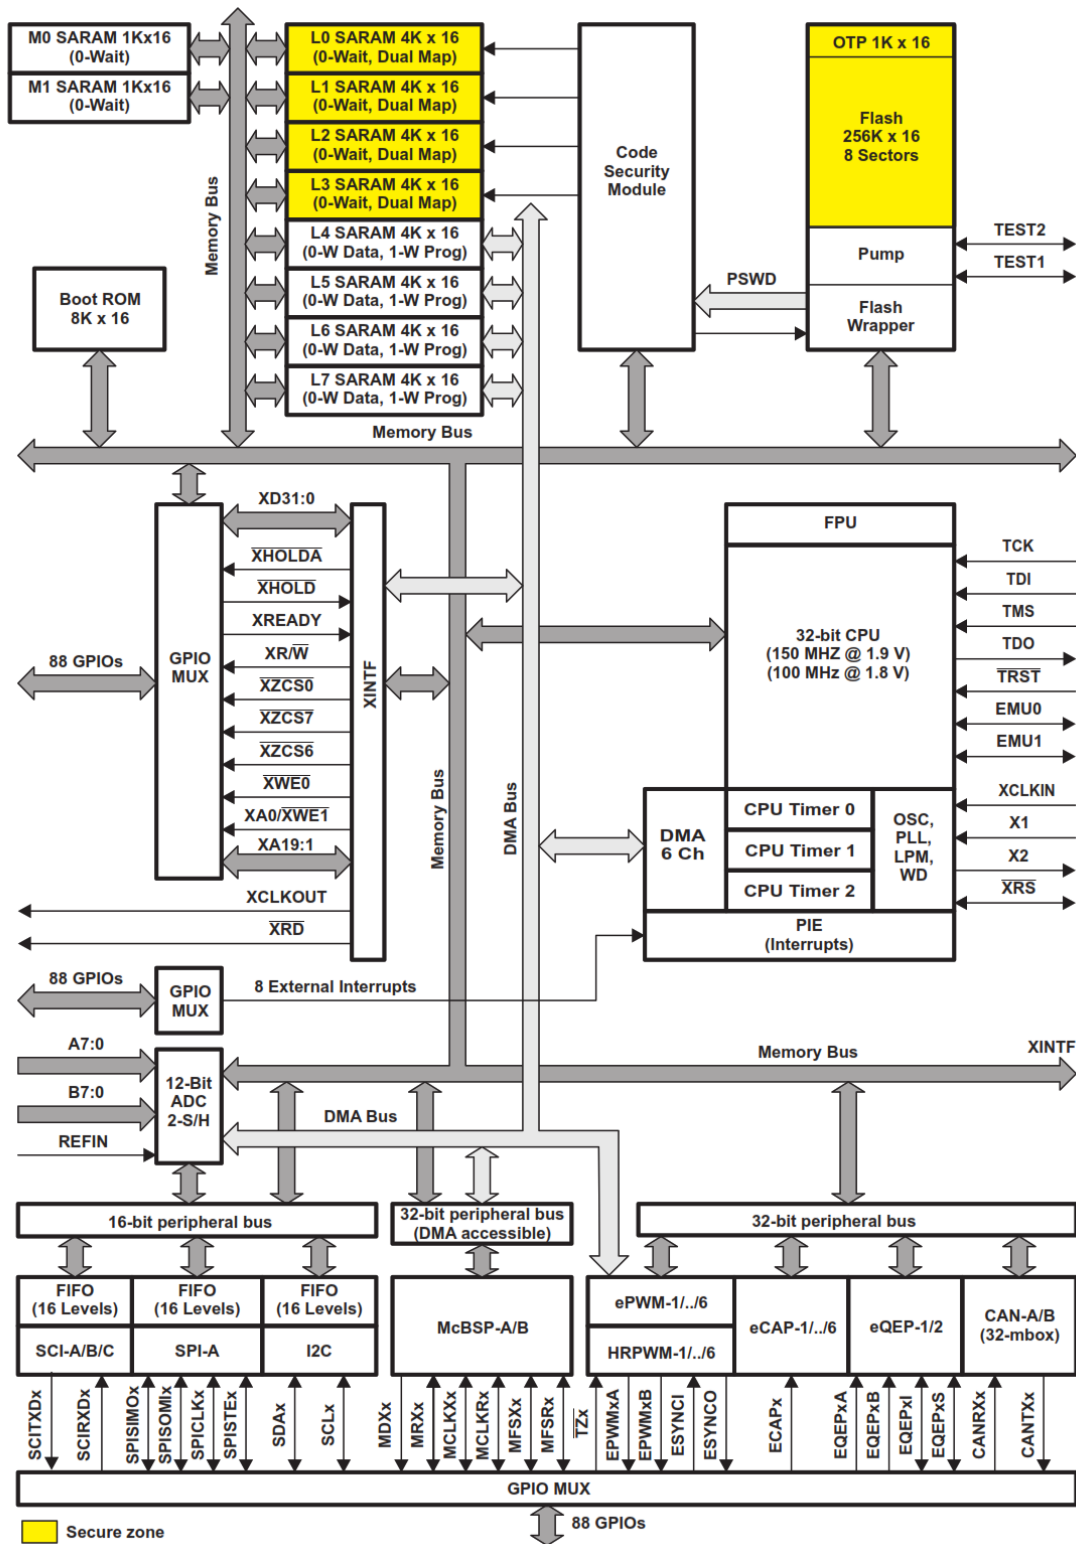 M0 SARAM 1Kx16
(0-Wait)
M1 SARAM 1Kx16
(0-Wait)
L0 SARAM 4K x 16
(0-Wait, Dual Map)
L1 SARAM 4K x 16
(0-Wait, Dual Map)
L2 SARAM 4K x 16
(0-Wait, Dual Map)
L3 SARAM 4K x 16
(0-Wait, Dual Map)
L4 SARAM 4K x 16
(0-W Data, 1-W Prog)
L5 SARAM 4K x 16
(0-W Data, 1-W Prog)
L6 SARAM 4K x 16
(0-W Data, 1-W Prog)
L7 SARAM 4K x 16
(0-W Data, 1-W Prog)
Memory Bus
Boot ROM
8K x 16
Code
Security
Module
OTP 1K x 16
Flash
256K x 16
8 Sectors
Pump
Flash
Wrapper
TEST2
TEST1
PSWD
Memory Bus
XD31:0
X̅H̅O̅L̅D̅A̅
X̅H̅O̅L̅D̅
XREADY
XR/W̅
X̅Z̅C̅S̅0̅
X̅Z̅C̅S̅7̅
X̅Z̅C̅S̅6̅
X̅W̅E̅0̅
XA0/X̅W̅E̅1̅
XA19:1
XCLKOUT
X̅R̅D̅
88 GPIOs
GPIO
MUX
XINTF
Memory Bus
DMA Bus
FPU
32-bit CPU
(150 MHZ @ 1.9 V)
(100 MHz @ 1.8 V)
TCK
TDI
TMS
TDO
T̅R̅S̅T̅
EMU0
EMU1
XCLKIN
X1
X2
X̅R̅S̅
DMA
6 Ch
CPU Timer 0
CPU Timer 1
CPU Timer 2
OSC,
PLL,
LPM,
WD
PIE
(Interrupts)
88 GPIOs
GPIO
MUX
8 External Interrupts
A7:0
B7:0
REFIN
12-Bit
ADC
2-S/H
Memory Bus
XINTF
DMA Bus
16-bit peripheral bus
32-bit peripheral bus
(DMA accessible)
32-bit peripheral bus
FIFO
(16 Levels)
FIFO
(16 Levels)
FIFO
(16 Levels)
SCI-A/B/C
SPI-A
I2C
McBSP-A/B
ePWM-1/../6
HRPWM-1/../6
eCAP-1/../6
eQEP-1/2
CAN-A/B
(32-mbox)
SCITXDx
SCIRXDx
SPISIMOx
SPISOMIx
SPICLKx
SPISTEx
SDAx
SCLx
MDXx
MRXx
MCLKXx
MCLKRx
MFSXx
MFSRx
T̅Z̅x
EPWMxA
EPWMxB
ESYNCI
ESYNCO
ECAPx
EQEPxA
EQEPxB
EQEPxI
EQEPxS
CANRXx
CANTXx
GPIO MUX
88 GPIOs
Secure zone